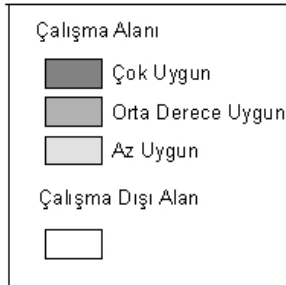 Çalışma Alanı
Çok Uygun
Orta Derece Uygun
Az Uygun
Çalışma Dışı Alan